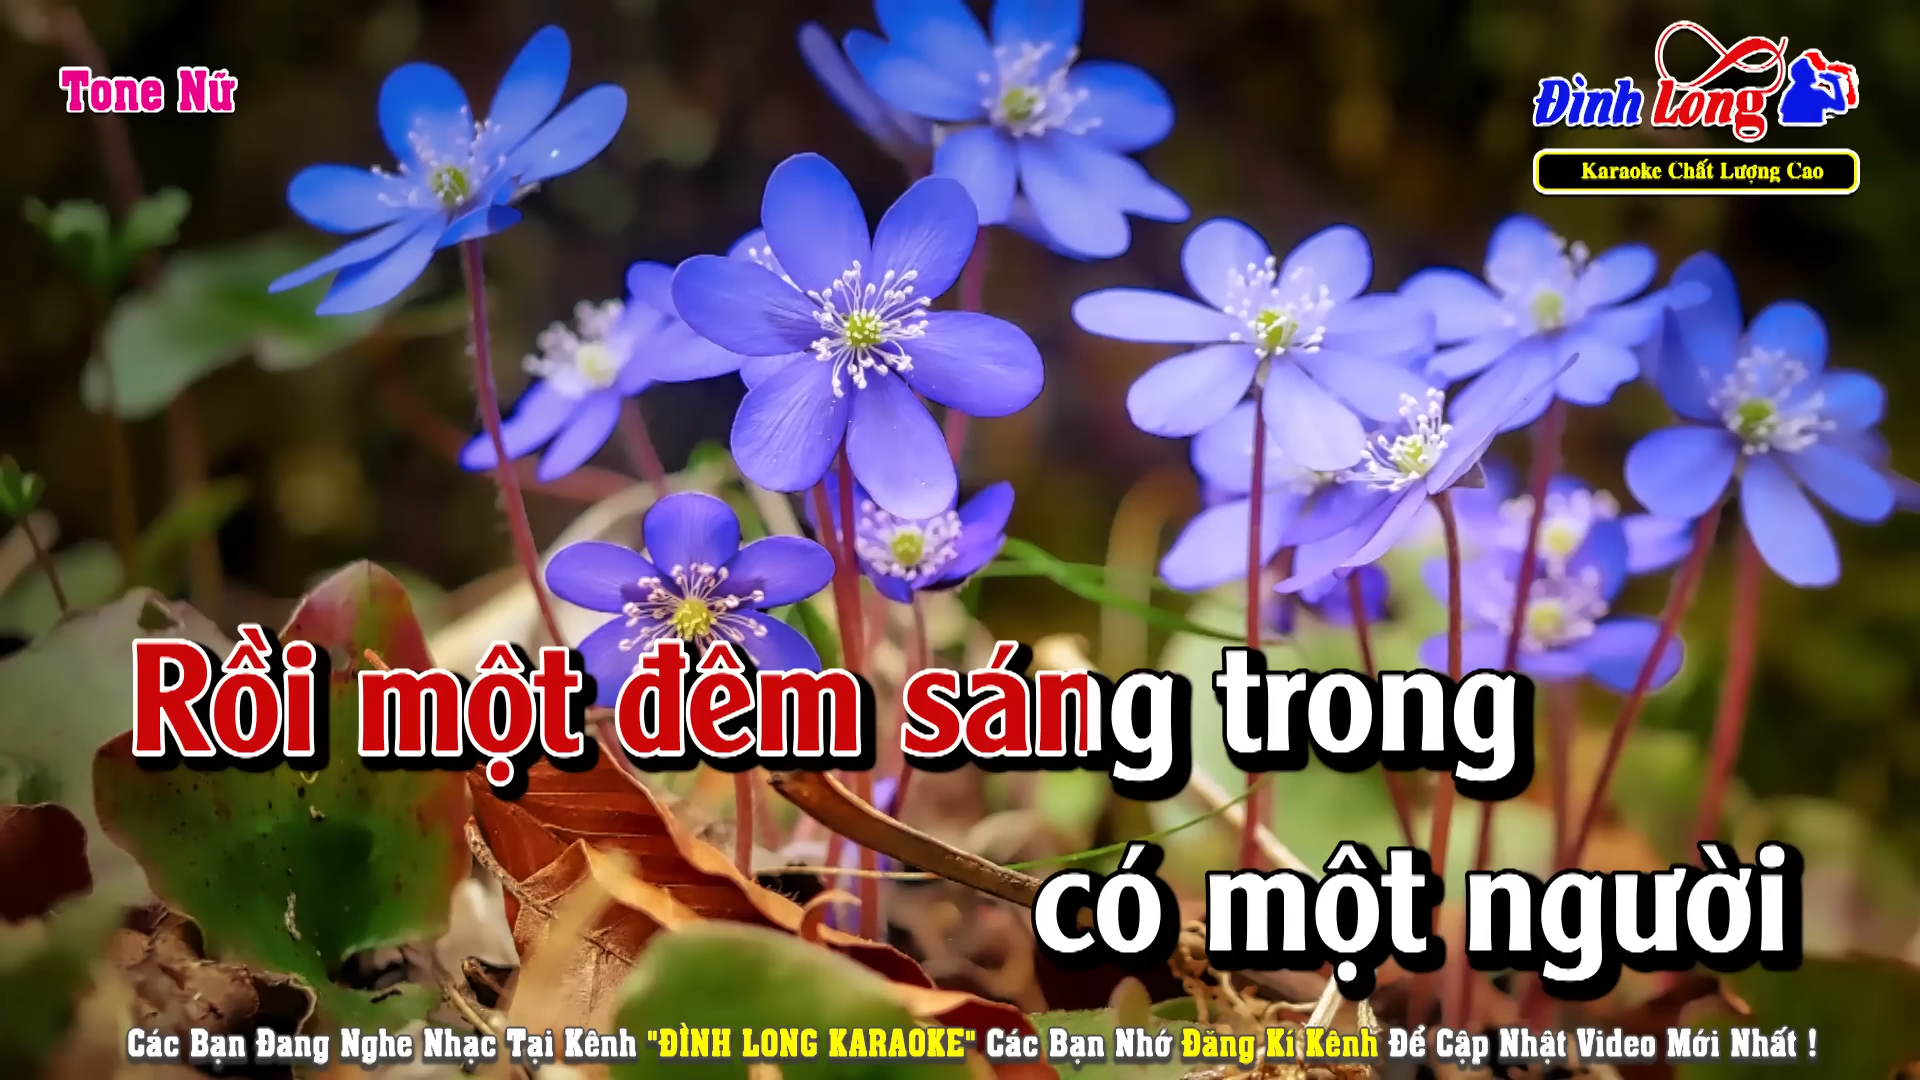 Tone Nữ
Đình Long
Karaoke Chất Lượng Cao
Rồi một đêm sáng trong
có một người
Các Bạn Đang Nghe Nhạc Tại Kênh "ĐÌNH LONG KARAOKE" Các Bạn Nhớ Đăng Kí Kênh Để Cập Nhật Video Mới Nhất !